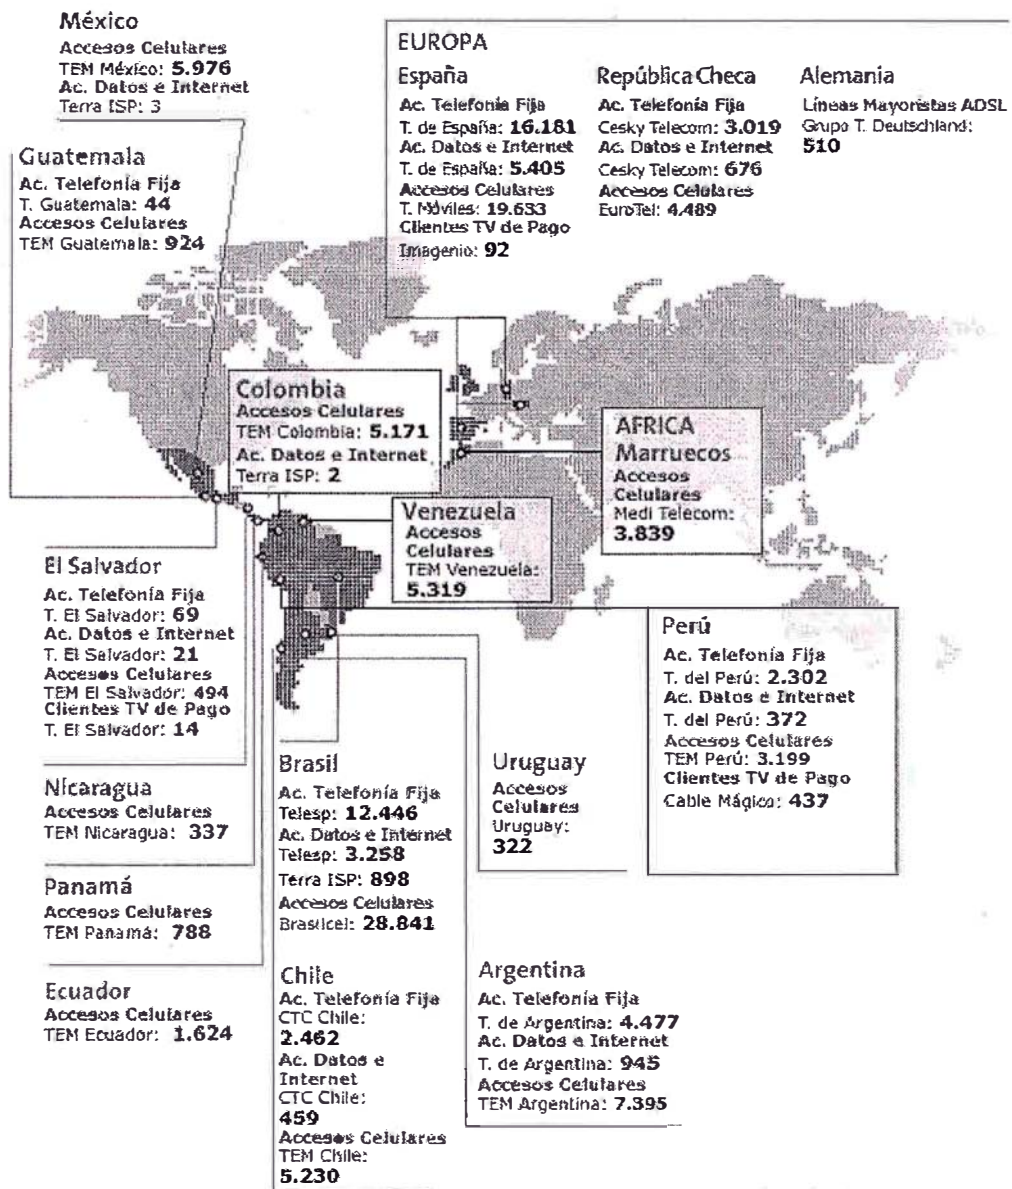 México
Accesos Celulares
TEM México: 5.976
Ac. Datos e Internet
Terra ISP: 3
EUROPA
España
Ac. Telefonía Fija
T. de España: 16.181
Ac. Datos e Internet
T. de España: 5.405
Accesos Celulares
T. Móviles: 19.633
Clientes TV de Pago
Imagenio: 92
República Checa
Ac. Telefonía Fija
Cesky Telecom: 3.019
Ac. Datos e Internet
Cesky Telecom: 676
Accesos Celulares
EuroTel: 4.489
Alemania
Líneas Mayoristas ADSL
Grupo T. Deutschland:
510
Guatemala
Ac. Telefonía Fija
T. Guatemala: 44
Accesos Celulares
TEM Guatemala: 924
Colombia
Accesos Celulares
TEM Colombia: 5.171
Ac. Datos e Internet
Terra ISP: 2
AFRICA
Marruecos
Accesos
Celulares
Medi Telecom:
3.839
Venezuela
Accesos
Celulares
TEM Venezuela:
5.319
El Salvador
Ac. Telefonía Fija
T. El Salvador: 69
Ac. Datos e Internet
T. El Salvador: 21
Accesos Celulares
TEM El Salvador: 494
Clientes TV de Pago
T. El Salvador: 14
Perú
Ac. Telefonía Fija
T. del Perú: 2.302
Ac. Datos e Internet
T. del Perú: 372
Accesos Celulares
TEM Perú: 3.199
Clientes TV de Pago
Cable Mágico: 437
Nicaragua
Accesos Celulares
TEM Nicaragua: 337
Brasil
Ac. Telefonía Fija
Telesp: 12.446
Ac. Datos e Internet
Telesp: 3.258
Terra ISP: 898
Accesos Celulares
Brasilcel: 28.841
Uruguay
Accesos
Celulares
Uruguay:
322
Panamá
Accesos Celulares
TEM Panamá: 788
Ecuador
Accesos Celulares
TEM Ecuador: 1.624
Chile
Ac. Telefonía Fija
CTC Chile:
2.462
Ac. Datos e
Internet
CTC Chile:
459
Accesos Celulares
TEM Chile:
5.230
Argentina
Ac. Telefonía Fija
T. de Argentina: 4.477
Ac. Datos e Internet
T. de Argentina: 945
Accesos Celulares
TEM Argentina: 7.395